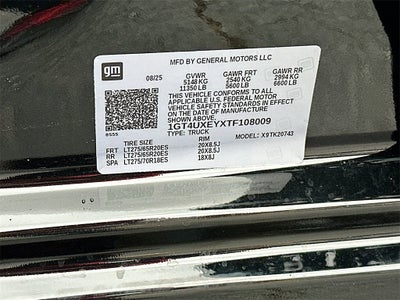 gm
MFD BY GENERAL MOTORS LLC
08/25
GVWR GAWR FRT GAWR RR
5148 KG 2540 KG 2994 KG
11350 LB 5600 LB 6600 LB
THIS VEHICLE CONFORMS TO ALL
APPLICABLE U.S. FEDERAL MOTOR
VEHICLE SAFETY STANDARDS IN EFFECT
ON THE DATE OF MANUFACTURE
SHOWN ABOVE.
1GT4UXEYXTF108009
TYPE: TRUCK MODEL: X9TK20743
TIRE SIZE RIM
FRT LT275/65R20ES 20X8.5J
RR LT275/65R20ES 20X8.5J
SPA LT275/70R18ES 18X8J